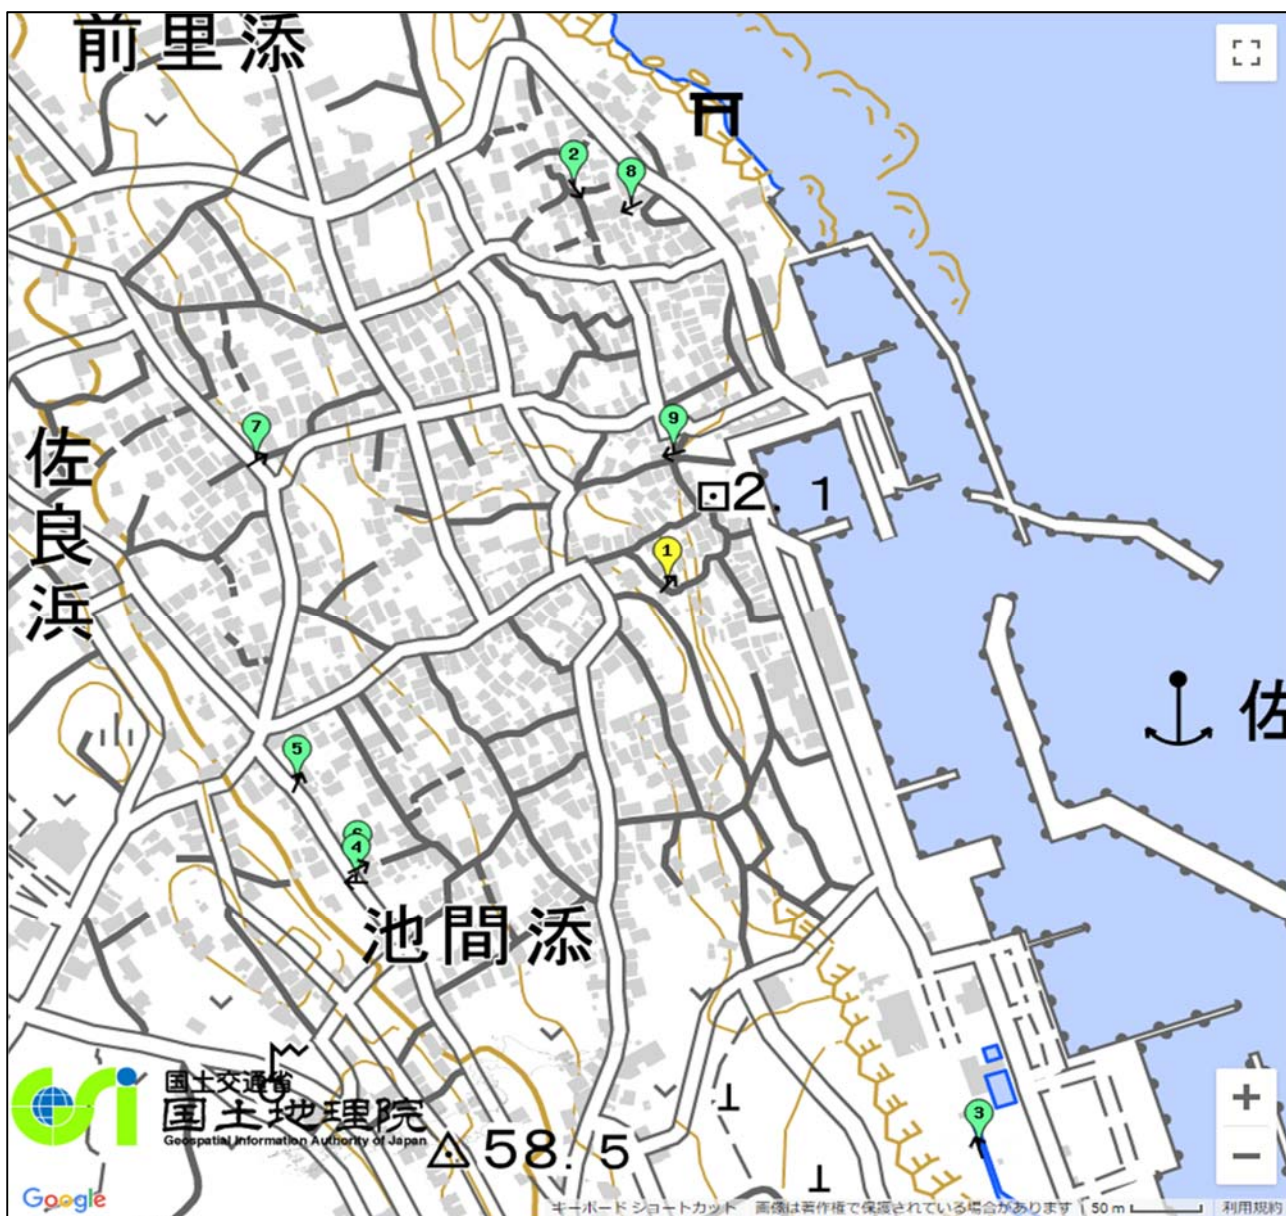 前里添
2
8
佐良浜
7
9
2.1
1
佐
5
6
4
池間添
国土交通省
国土地理院
Geospatial Information Authority of Japan
58.5
3
Google
キーボード ショートカット
画像は著作権で保護されている場合があります
50 m
利用規約